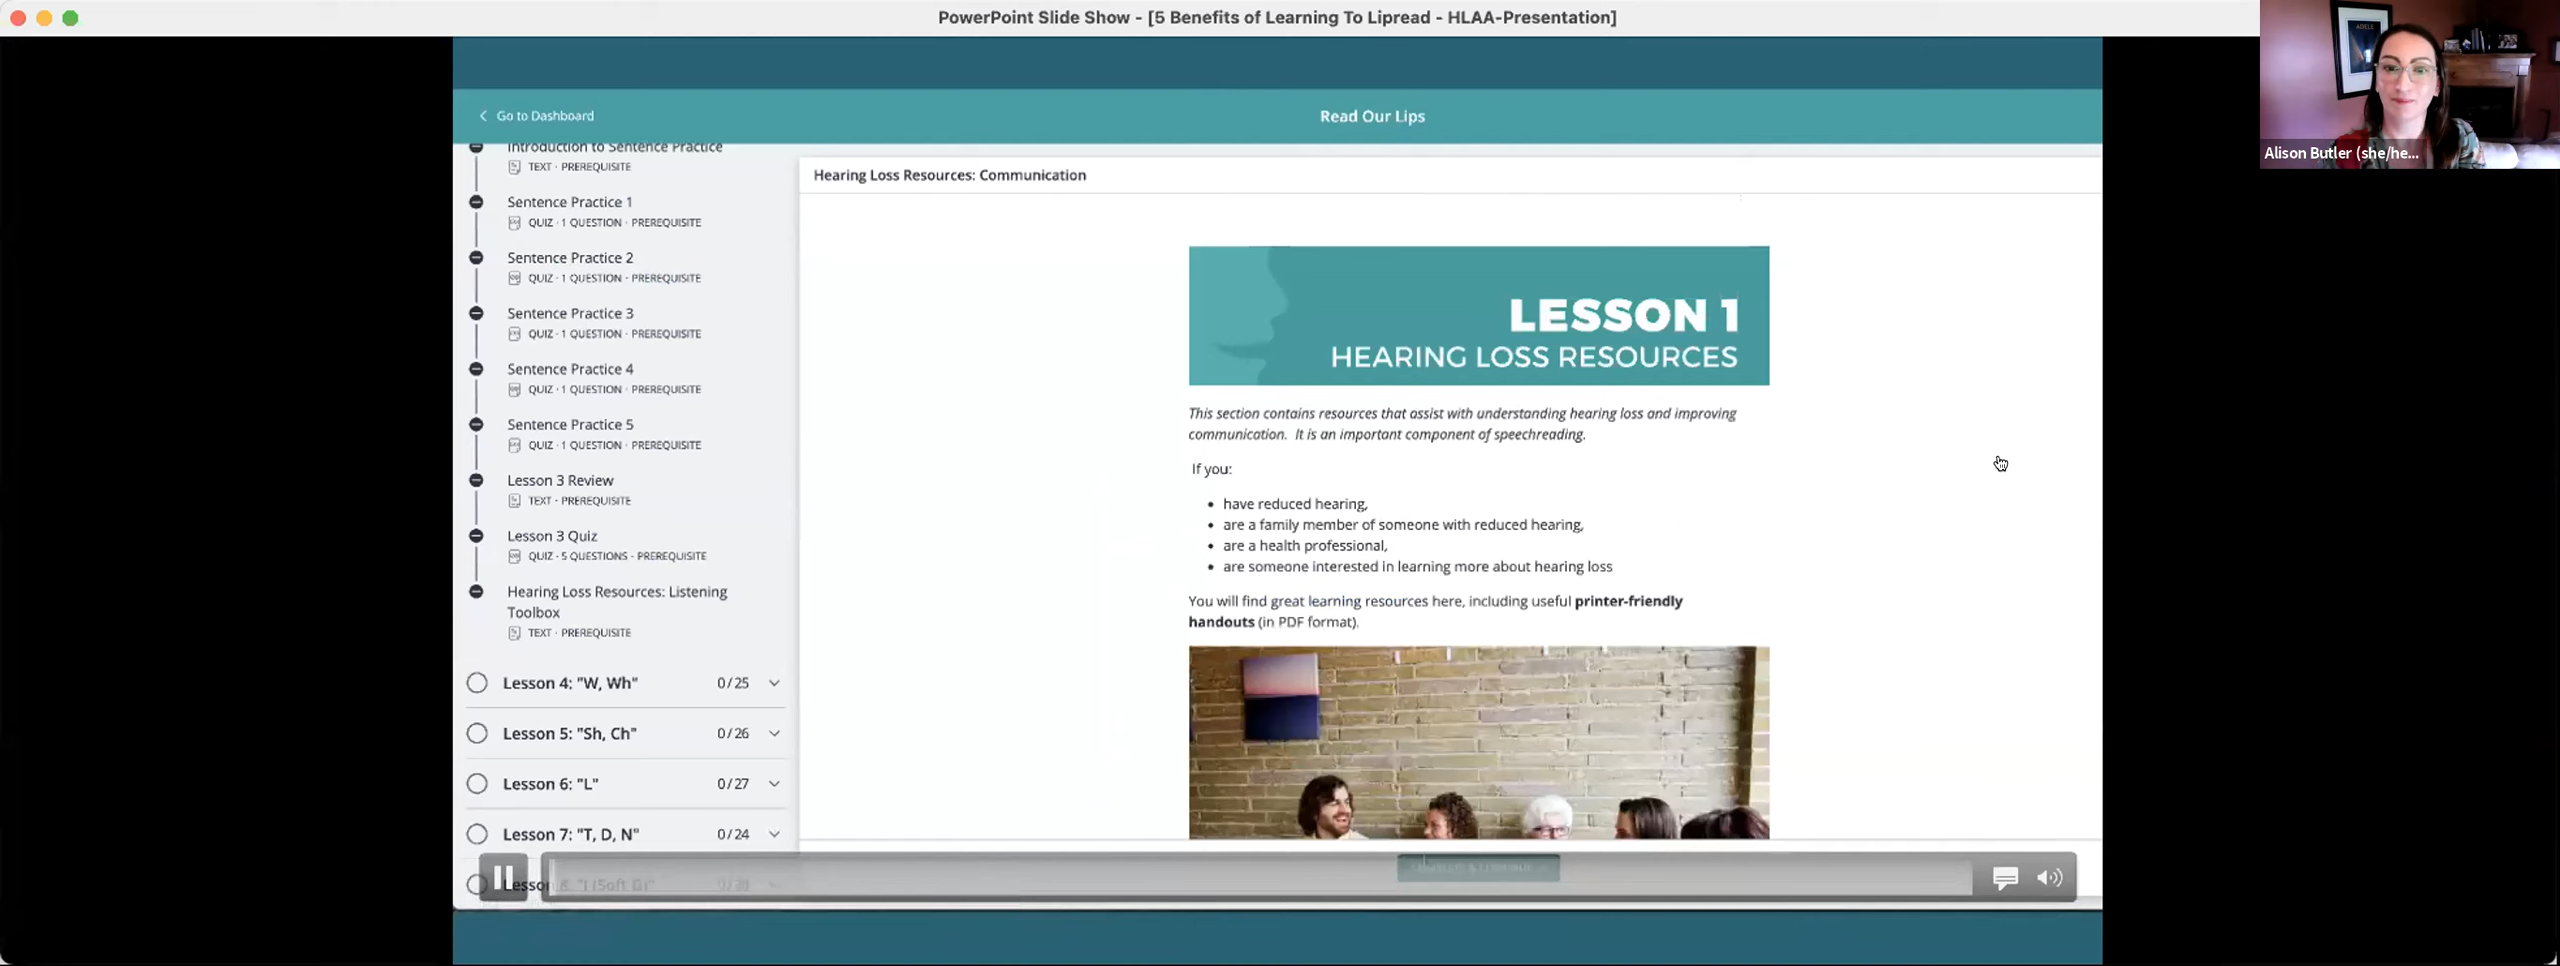 PowerPoint Slide Show - [5 Benefits of Learning To Lipread - HLAA-Presentation]
ADELE
Alison Butler (she/he...
Go to Dashboard
Read Our Lips
Introduction to Sentence Practice
TEXT · PREREQUISITE
Sentence Practice 1
QUIZ · 1 QUESTION · PREREQUISITE
Sentence Practice 2
QUIZ · 1 QUESTION · PREREQUISITE
Sentence Practice 3
QUIZ · 1 QUESTION · PREREQUISITE
Sentence Practice 4
QUIZ · 1 QUESTION · PREREQUISITE
Sentence Practice 5
QUIZ · 1 QUESTION · PREREQUISITE
Lesson 3 Review
TEXT · PREREQUISITE
Lesson 3 Quiz
QUIZ · 5 QUESTIONS · PREREQUISITE
Hearing Loss Resources: Listening
Toolbox
TEXT · PREREQUISITE
Lesson 4: "W, Wh" 0/25
Lesson 5: "Sh, Ch" 0/26
Lesson 6: "L" 0/27
Lesson 7: "T, D, N" 0/24
Lesson
Hearing Loss Resources: Communication
LESSON 1
HEARING LOSS RESOURCES
This section contains resources that assist with understanding hearing loss and improving
communication. It is an important component of speechreading.
If you:
• have reduced hearing,
• are a family member of someone with reduced hearing,
• are a health professional,
• are someone interested in learning more about hearing loss
You will find great learning resources here, including useful printer-friendly
handouts (in PDF format).